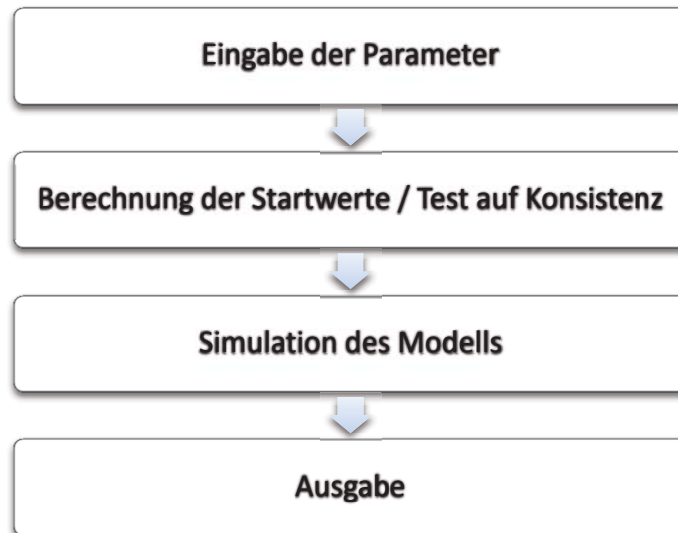 Eingabe der Parameter
Berechnung der Startwerte / Test auf Konsistenz
Simulation des Modells
Ausgabe